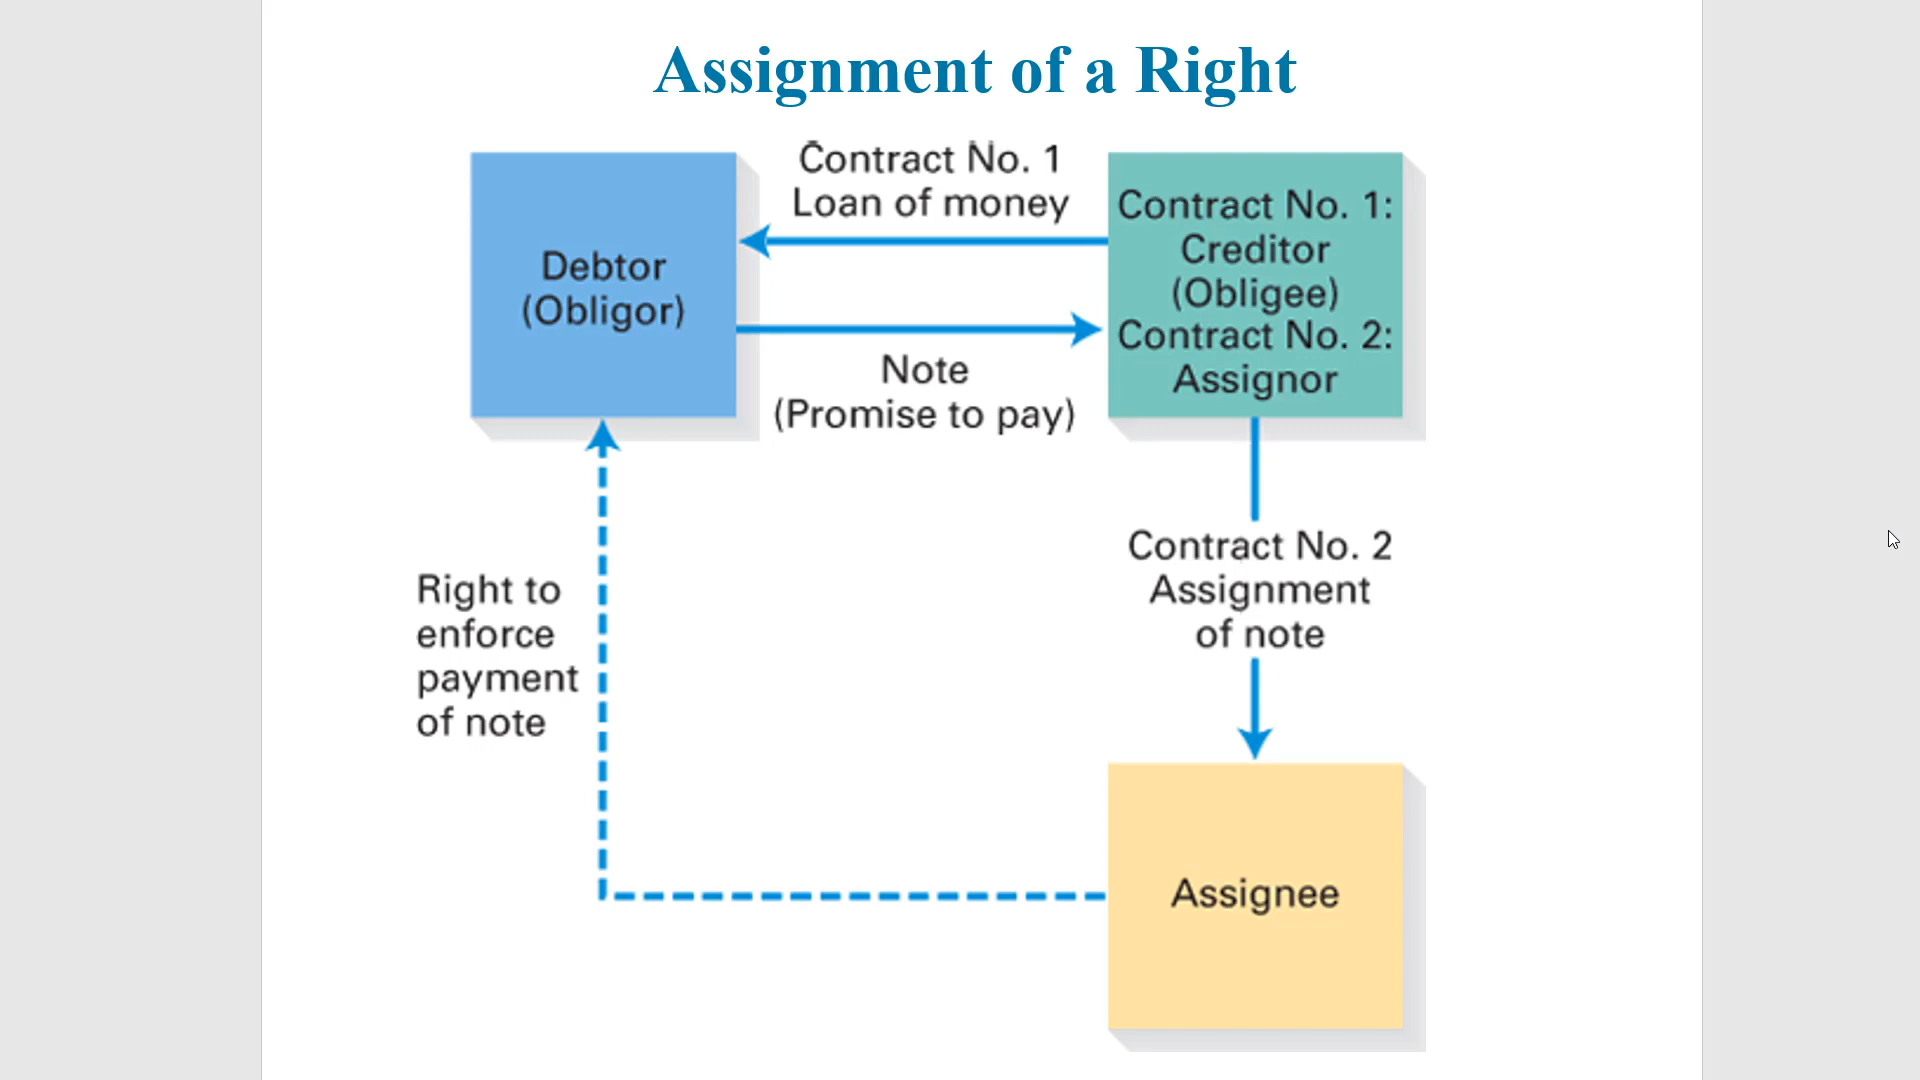 Assignment of a Right
Contract No. 1
Loan of money
Debtor
(Obligor)
Contract No. 1:
Creditor
(Obligee)
Contract No. 2:
Assignor
Note
(Promise to pay)
Right to
enforce
payment
of note
Contract No. 2
Assignment
of note
Assignee